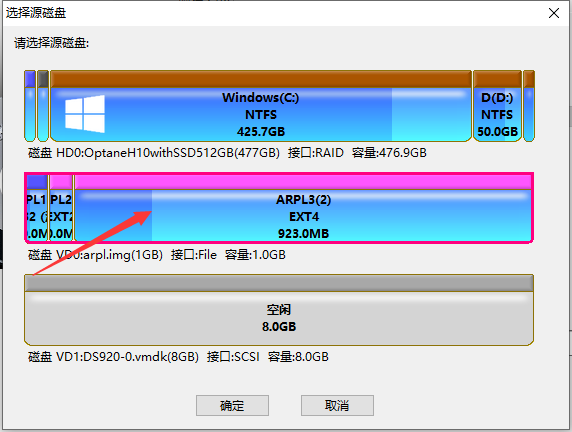 选择源磁盘
请选择源磁盘:
Windows(C:)
NTFS
425.7GB
D(D:)
NTFS
50.0GB
磁盘 HD0:OptaneH10withSSD512GB(477GB) 接口:RAID 容量:476.9GB
PL1
PL2
ARPL3(2)
EXT2
EXT4
.0M
0.0M
923.0MB
磁盘 VD0:arpl.img(1GB) 接口:File 容量:1.0GB
空闲
8.0GB
磁盘 VD1:DS920-0.vmdk(8GB) 接口:SCSI 容量:8.0GB
确定
取消